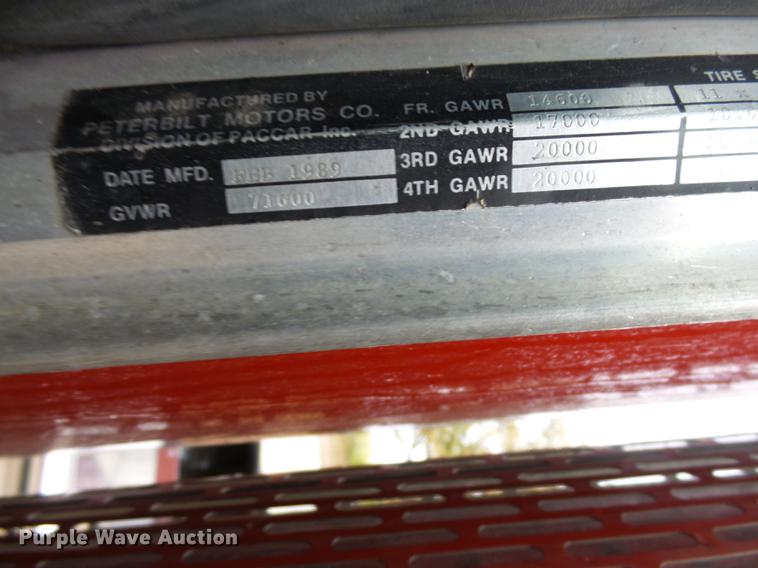 MANUFACTURED BY
PETERBILT MOTORS CO.
DIVISION OF PACCAR Inc.
DATE MFD. FEB 1989
GVWR 71600
TIRE
FR. GAWR 14600 11 X
2ND GAWR 17000
3RD GAWR 20000
4TH GAWR 20000
Purple Wave Auction